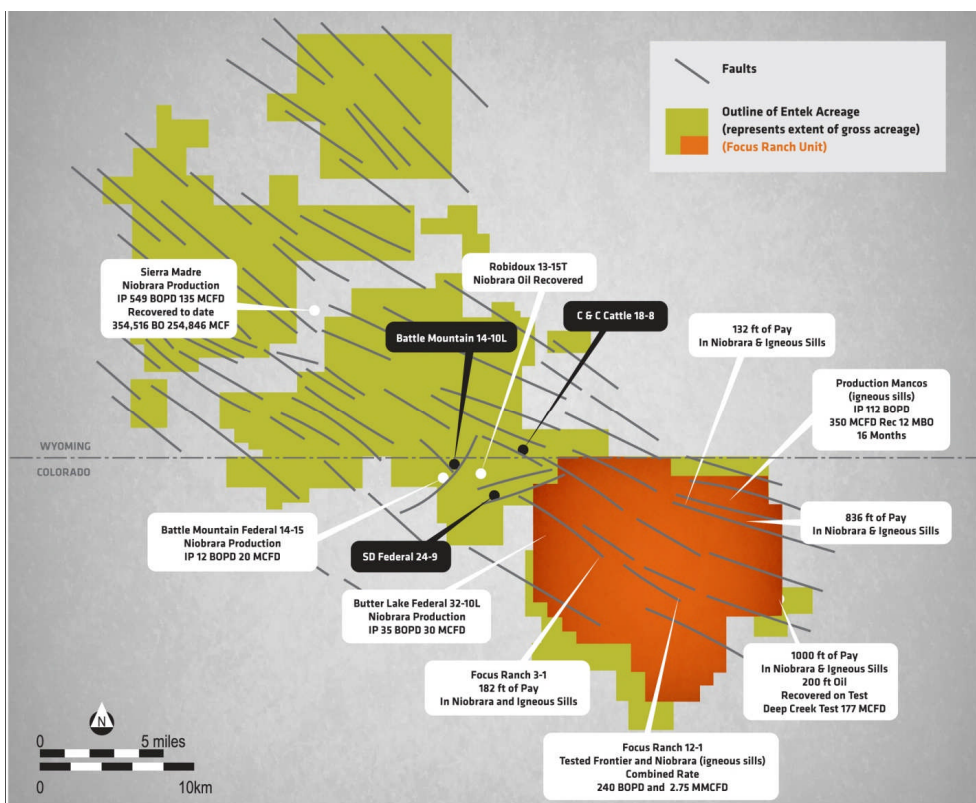 Faults
Outline of Entek Acreage
(represents extent of gross acreage)
(Focus Ranch Unit)
Sierra Madre
Niobrara Production
IP 549 BOPD 135 MCFD
Recovered to date
354,516 BO 254,846 MCF
Robidoux 13-15T
Niobrara Oil Recovered
Battle Mountain 14-10L
C & C Cattle 18-8
132 ft of Pay
In Niobrara & Igneous Sills
Production Mancos
(igneous sills)
IP 112 BOPD
350 MCFD Rec 12 MBO
16 Months
WYOMING
COLORADO
836 ft of Pay
In Niobrara & Igneous Sills
Battle Mountain Federal 14-15
Niobrara Production
IP 12 BOPD 20 MCFD
SD Federal 24-9
Butter Lake Federal 32-10L
Niobrara Production
IP 35 BOPD 30 MCFD
Focus Ranch 3-1
182 ft of Pay
In Niobrara and Igneous Sills
1000 ft of Pay
In Niobrara & Igneous Sills
200 ft Oil
Recovered on Test
Deep Creek Test 177 MCFD
Focus Ranch 12-1
Tested Frontier and Niobrara (igneous sills)
Combined Rate
240 BOPD and 2.75 MMCFD
N
0 5 miles
0 10km